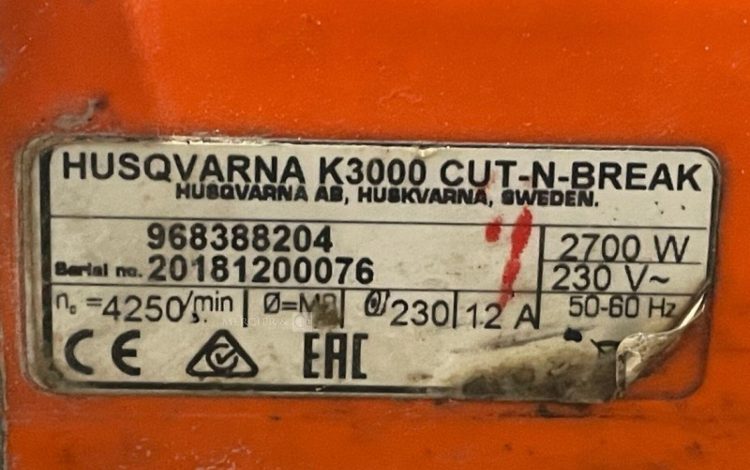 HUSQVARNA K3000 CUT-N-BREAK
HUSQVARNA AB, HUSKVARNA, SWEDEN.
968388204
Serial no. 20181200076
2700 W
230 V~
n₀ =4250/min Ø=M8 230 12 A 50-60 Hz
CE EAC